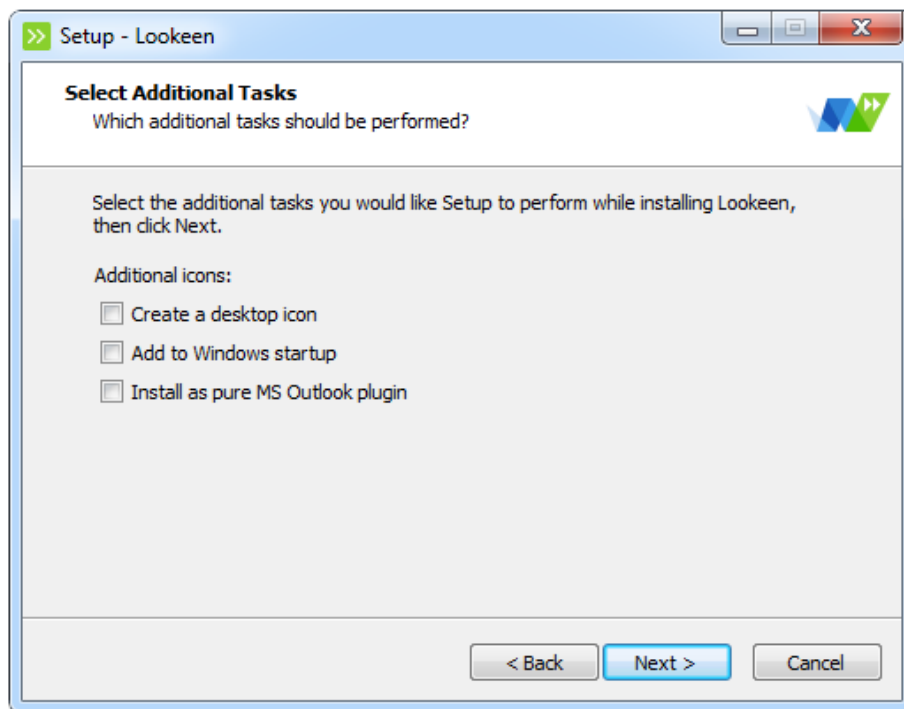 Setup - Lookeen
Select Additional Tasks
Which additional tasks should be performed?
Select the additional tasks you would like Setup to perform while installing Lookeen,
then click Next.
Additional icons:
Create a desktop icon
Add to Windows startup
Install as pure MS Outlook plugin
< Back
Next >
Cancel